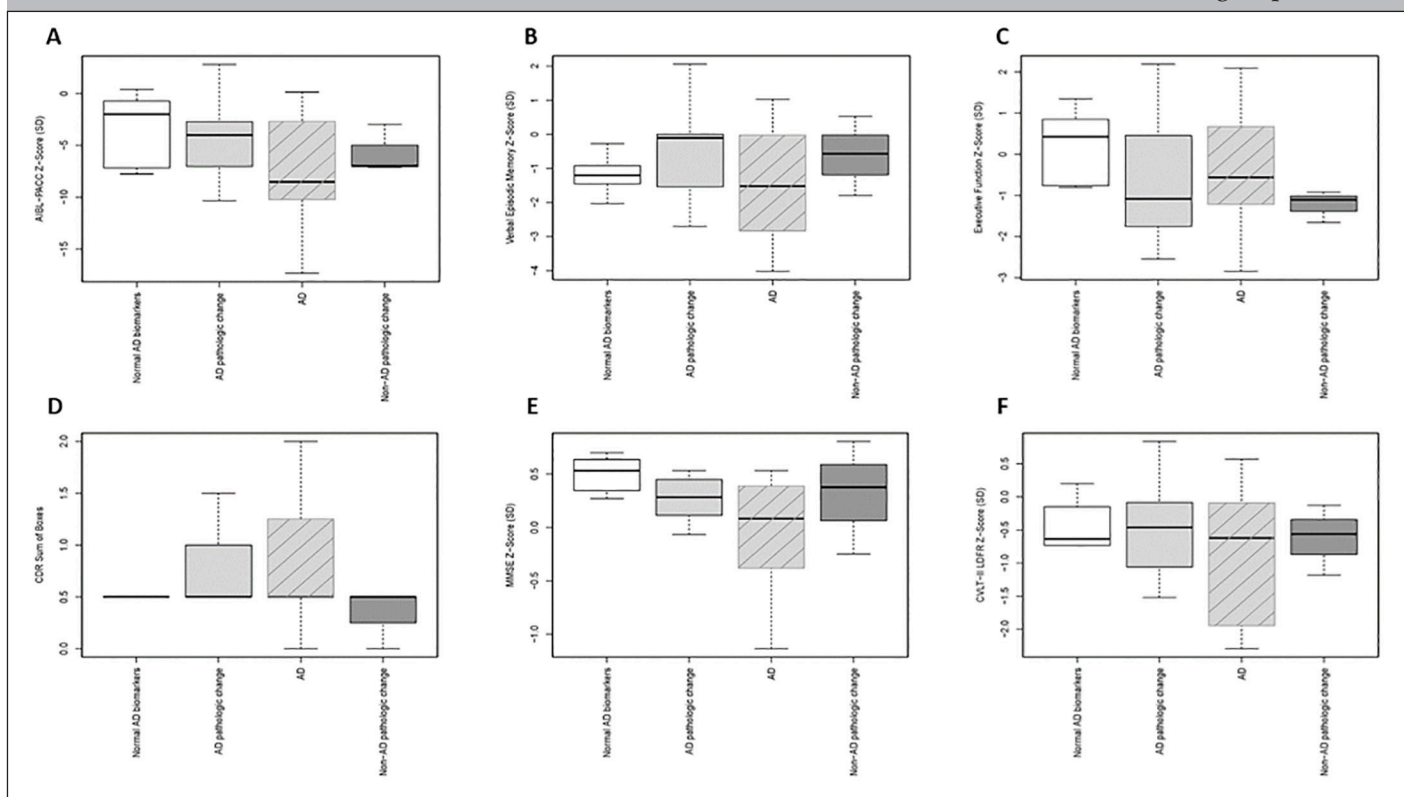 A
B
C
AIBL-PACC Z-Score (SD)
0
-5
-10
-15
Normal AD biomarkers
AD pathologic change
AD
Non-AD pathologic change
Verbal Episodic Memory Z-Score (SD)
2
1
0
-1
-2
-3
-4
Normal AD biomarkers
AD pathologic change
AD
Non-AD pathologic change
Executive Function Z-Score (SD)
2
1
0
-1
-2
-3
Normal AD biomarkers
AD pathologic change
AD
Non-AD pathologic change
D
E
F
CDR Sum of Boxes
2.0
1.5
1.0
0.5
0.0
Normal AD biomarkers
AD pathologic change
AD
Non-AD pathologic change
MMSE Z-Score (SD)
0.5
0.0
-0.5
-1.0
Normal AD biomarkers
AD pathologic change
AD
Non-AD pathologic change
CVLT-II LDFR Z-Score (SD)
0.5
0.0
-0.5
-1.0
-1.5
-2.0
Normal AD biomarkers
AD pathologic change
AD
Non-AD pathologic change